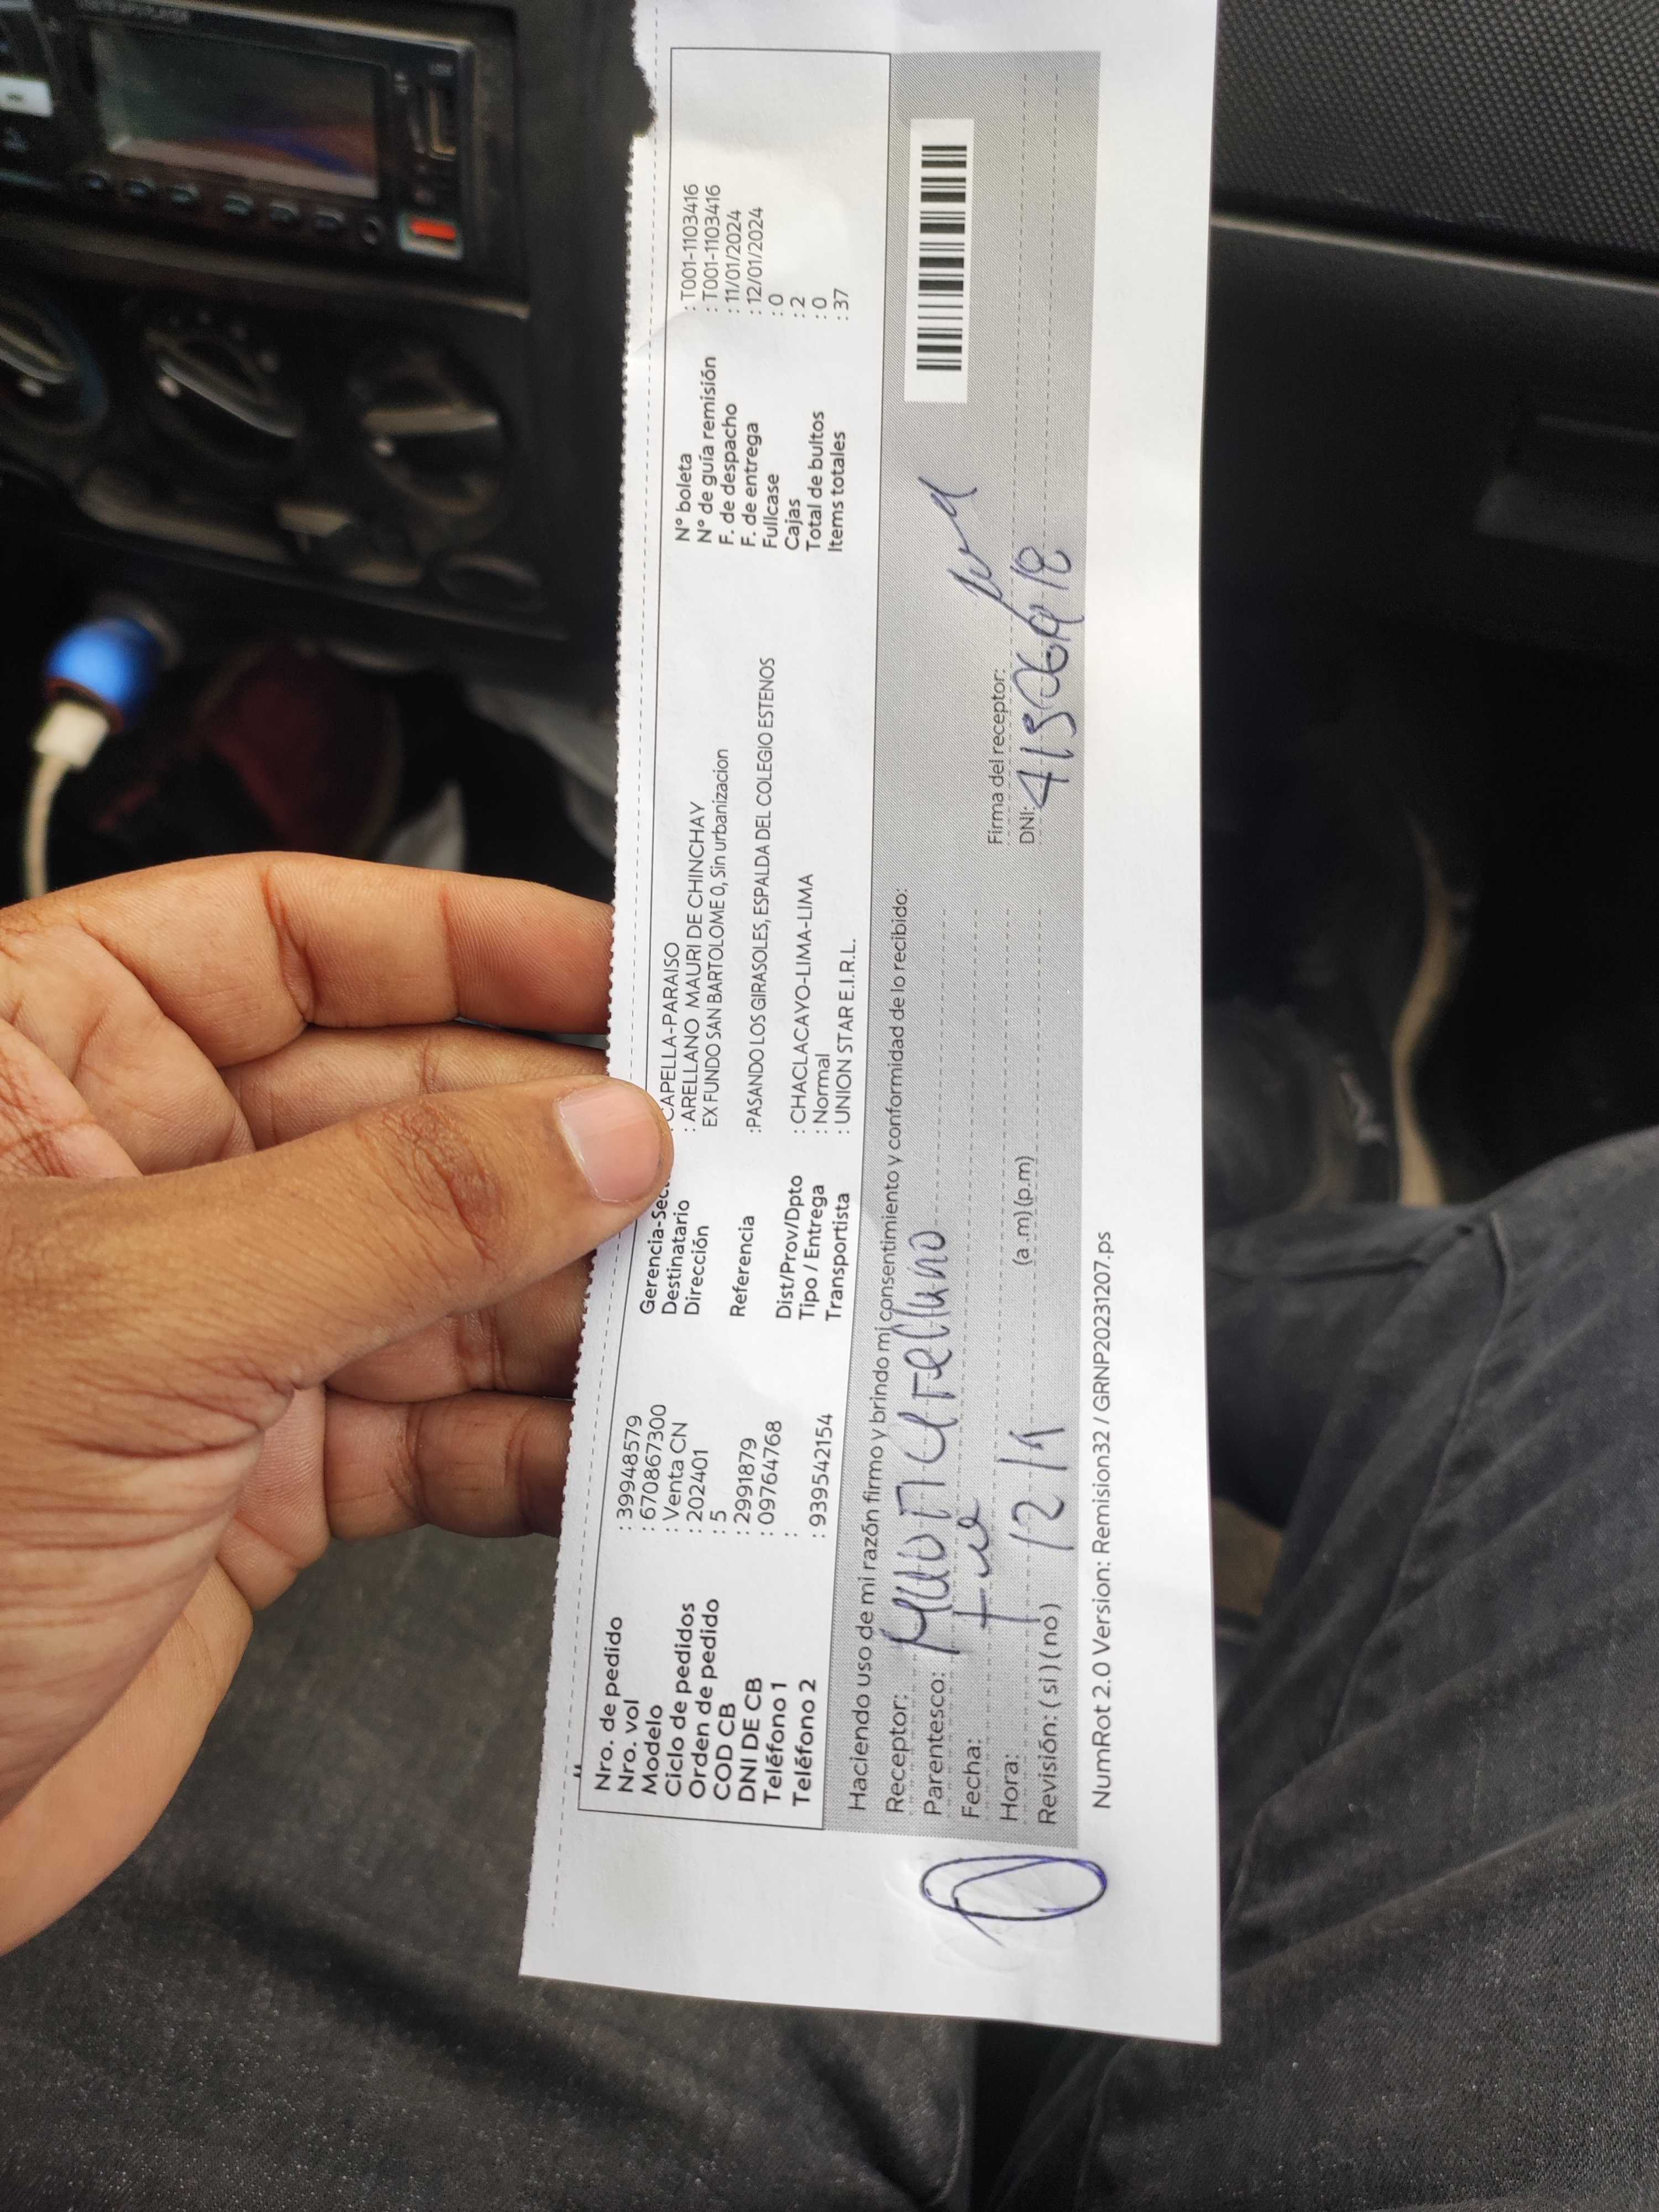 Nro. de pedido : 39948579
Nro. vol : 670867300
Modelo : Venta CN
Ciclo de pedidos : 202401
Orden de pedido : 5
COD CB : 2991879
DNI DE CB : 09764768
Teléfono 1 :
Teléfono 2 : 939542154
Gerencia-Sec CAPELLA-PARAISO
Destinatario : ARELLANO MAURI DE CHINCHAY
Dirección EX FUNDO SAN BARTOLOME 0, Sin urbanizacion
Referencia :PASANDO LOS GIRASOLES, ESPALDA DEL COLEGIO ESTENOS
Dist/Prov/Dpto : CHACLACAYO-LIMA-LIMA
Tipo / Entrega : Normal
Transportista : UNION STAR E.I.R.L.
N° boleta : T001-1103416
N° de guía remisión : T001-1103416
F. de despacho : 11/01/2024
F. de entrega : 12/01/2024
Fullcase : 0
Cajas : 2
Total de bultos : 0
Items totales : 37
Haciendo uso de mi razón firmo y brindo mi consentimiento y conformidad de lo recibido:
Receptor:
Parentesco:
Fecha:
Hora: 12/1 (a .m) (p.m)
Revisión: ( si ) ( no )
Firma del receptor:
DNI:
NumRot 2.0 Version: Remision32 / GRNP20231207.ps